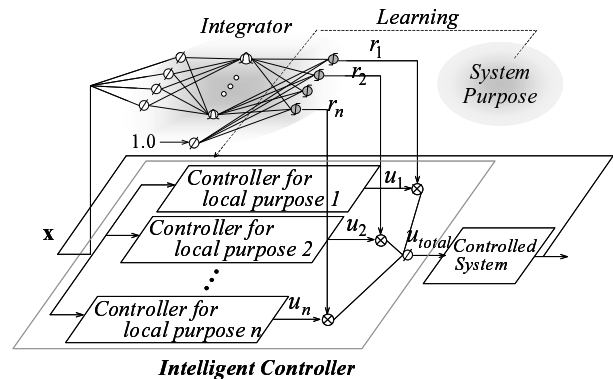 Integrator
Learning
r1
r2
rn
System
Purpose
1.0
Controller for
local purpose 1
u1
Controller for
local purpose 2
u2
Controller for
local purpose n
un
x
utotal
Controlled
System
Intelligent Controller